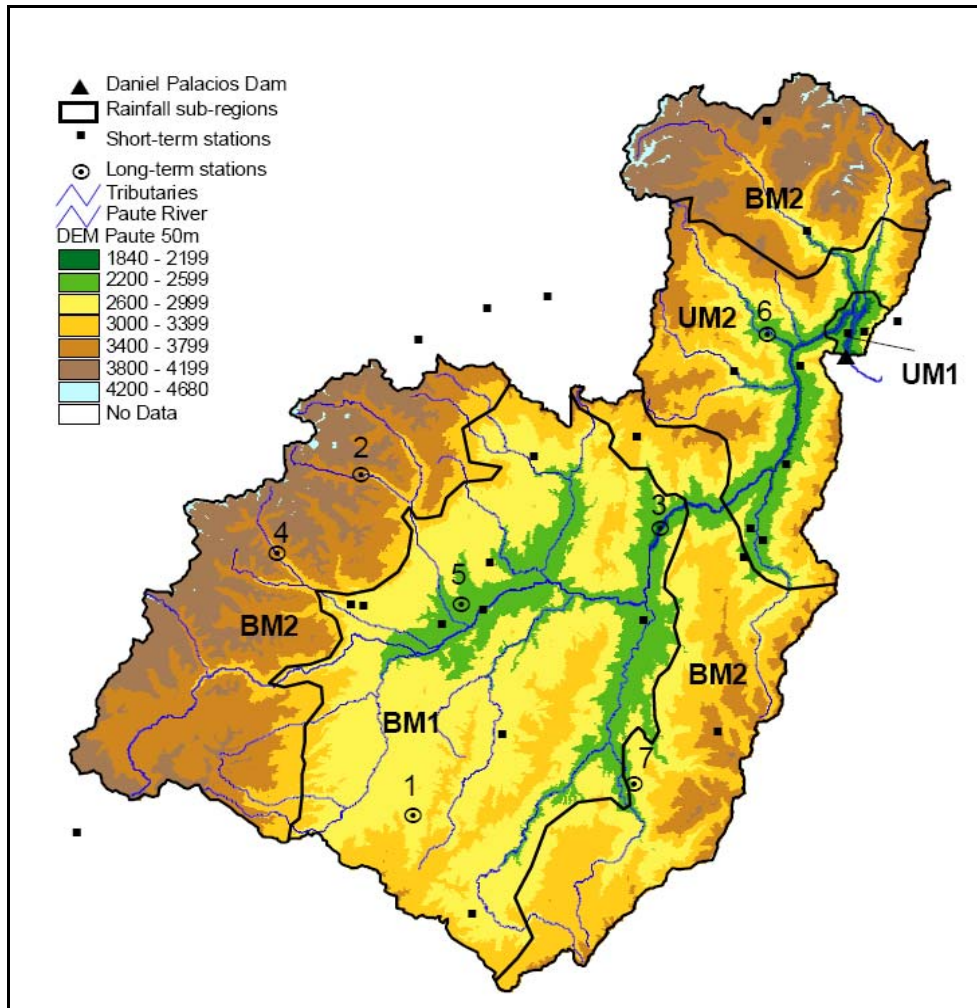 Daniel Palacios Dam
Rainfall sub-regions
Short-term stations
Long-term stations
Tributaries
Paute River
DEM Paute 50m
1840 - 2199
2200 - 2599
2600 - 2999
3000 - 3399
3400 - 3799
3800 - 4199
4200 - 4680
No Data
BM2
UM2
6
UM1
2
3
4
5
BM2
BM2
BM1
7
1